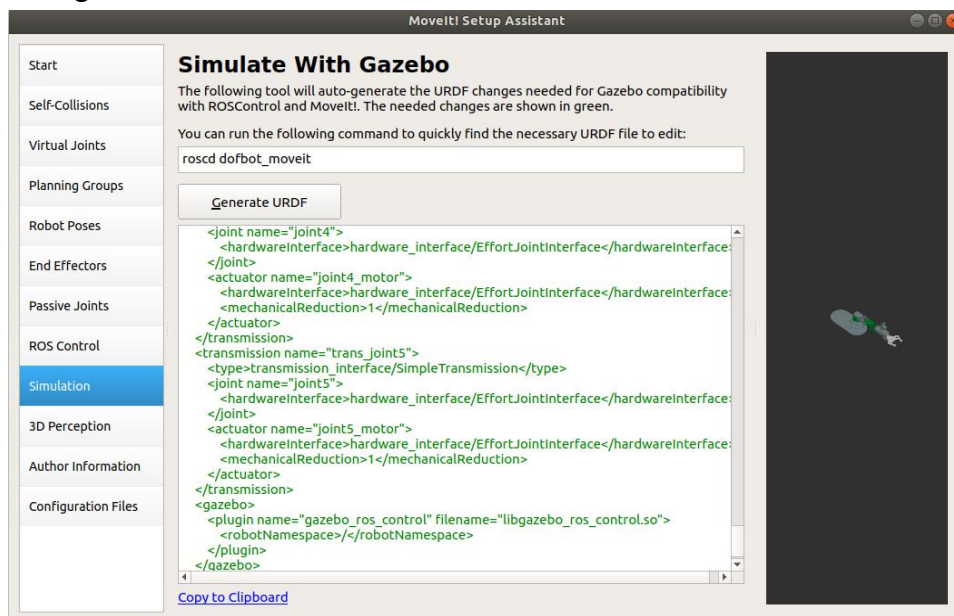 MoveIt! Setup Assistant
Start
Self-Collisions
Virtual Joints
Planning Groups
Robot Poses
End Effectors
Passive Joints
ROS Control
Simulation
3D Perception
Author Information
Configuration Files
Simulate With Gazebo
The following tool will auto-generate the URDF changes needed for Gazebo compatibility
with ROSControl and MoveIt!. The needed changes are shown in green.
You can run the following command to quickly find the necessary URDF file to edit:
roscd dofbot_moveit
Generate URDF
<joint name="joint4">
<hardwareInterface>hardware_interface/EffortJointInterface</hardwareInterface>
</joint>
<actuator name="joint4_motor">
<hardwareInterface>hardware_interface/EffortJointInterface</hardwareInterface>
<mechanicalReduction>1</mechanicalReduction>
</actuator>
</transmission>
<transmission name="trans_joint5">
<type>transmission_interface/SimpleTransmission</type>
<joint name="joint5">
<hardwareInterface>hardware_interface/EffortJointInterface</hardwareInterface>
</joint>
<actuator name="joint5_motor">
<hardwareInterface>hardware_interface/EffortJointInterface</hardwareInterface>
<mechanicalReduction>1</mechanicalReduction>
</actuator>
</transmission>
<gazebo>
<plugin name="gazebo_ros_control" filename="libgazebo_ros_control.so">
<robotNamespace>/</robotNamespace>
</plugin>
</gazebo>
Copy to Clipboard